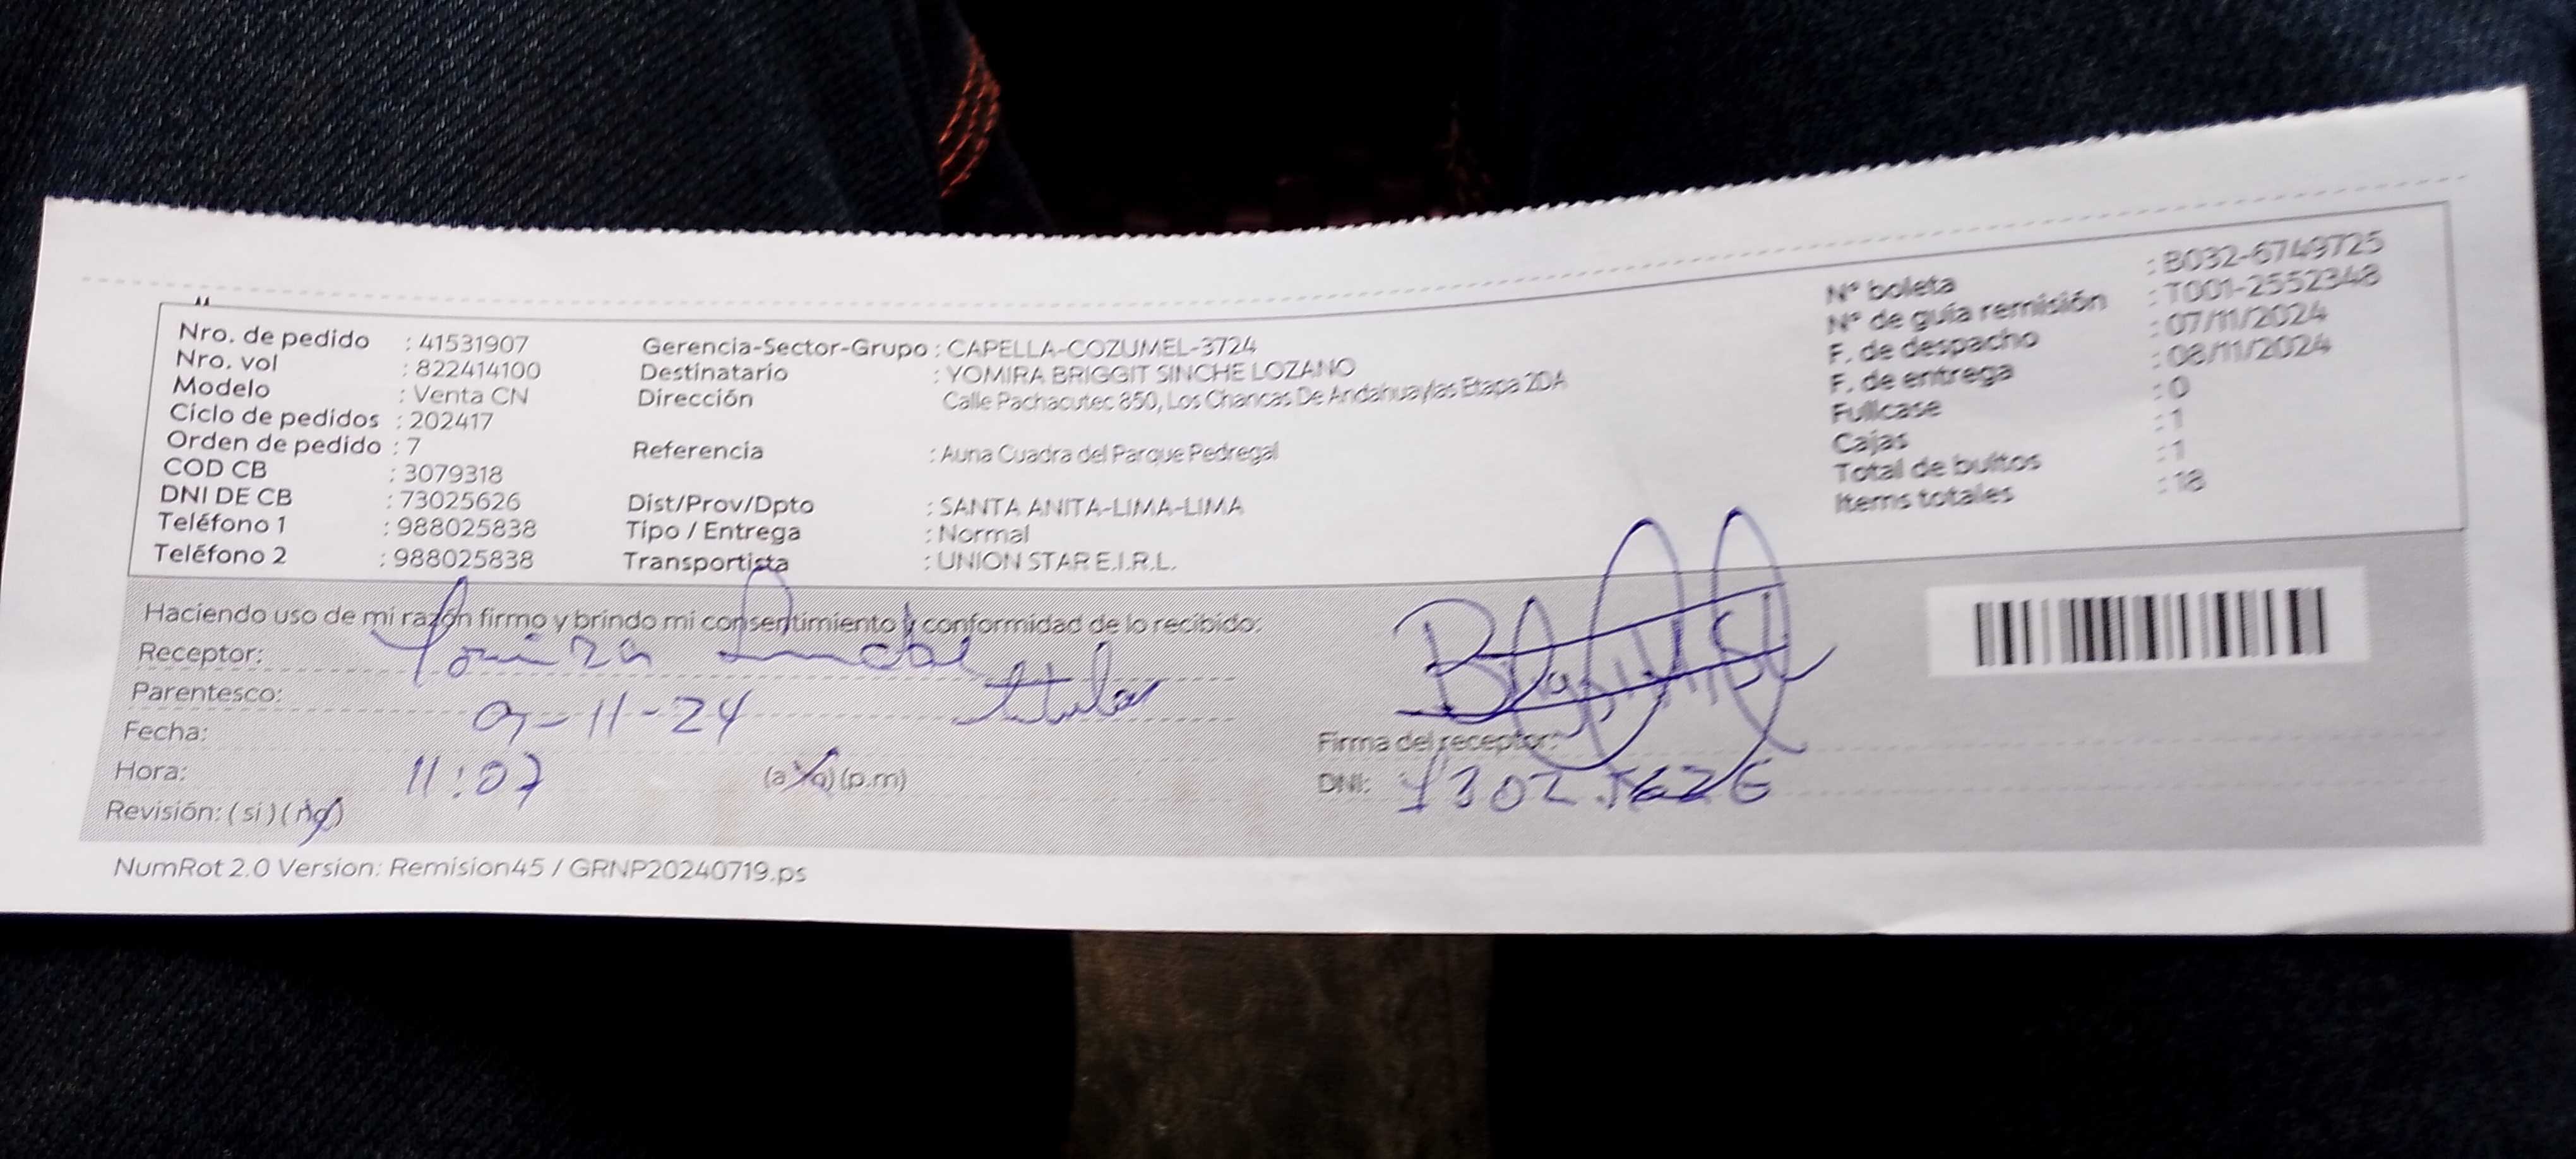 Nro. de pedido : 41531907
Nro. vol : 822414100
Modelo : Venta CN
Ciclo de pedidos : 202417
Orden de pedido : 7
COD CB : 3079318
DNI DE CB : 73025626
Teléfono 1 : 988025838
Teléfono 2 : 988025838
Gerencia-Sector-Grupo : CAPELLA-COZUMEL-3724
Destinatario : YOMIRA BRIGGIT SINCHE LOZANO
Dirección Calle Pachacutec 850, Los Chancas De Andahuaylas Etapa 2DA
Referencia : Auna Cuadra del Parque Pedregal
Dist/Prov/Dpto : SANTA ANITA-LIMA-LIMA
Tipo / Entrega : Normal
Transportista : UNION STAR E.I.R.L.
N° boleta : B032-6749725
N° de guía remisión : T001-2552348
F. de despacho : 07/11/2024
F. de entrega : 08/11/2024
Fullcase : 0
Cajas : 1
Total de bultos : 1
Items totales : 18
Haciendo uso de mi razón firmo y brindo mi consentimiento y conformidad de lo recibido:
Receptor: Yomira Sinche
Parentesco: titular
Fecha: 9-11-24
Hora: 11:07 (a.m) (p.m)
Revisión: ( si ) ( no )
Firma del receptor:
DNI: 73025626
NumRot 2.0 Version: Remision45 / GRNP20240719.ps